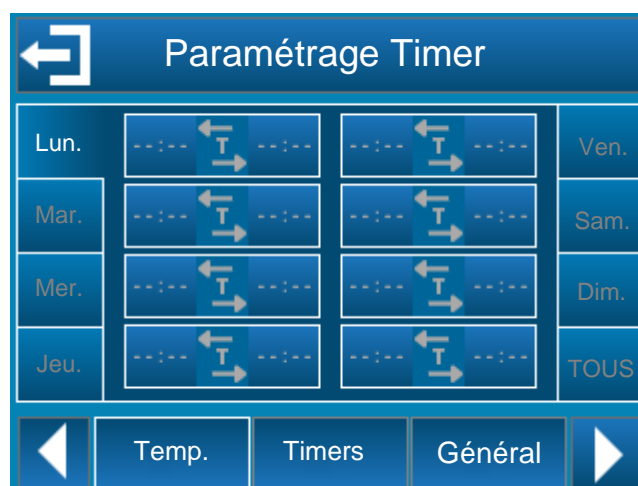 Paramétrage Timer
Lun. --:-- T --:-- --:-- T --:-- Ven.
Mar. --:-- T --:-- --:-- T --:-- Sam.
Mer. --:-- T --:-- --:-- T --:-- Dim.
Jeu. --:-- T --:-- --:-- T --:-- TOUS
Temp. Timers Général